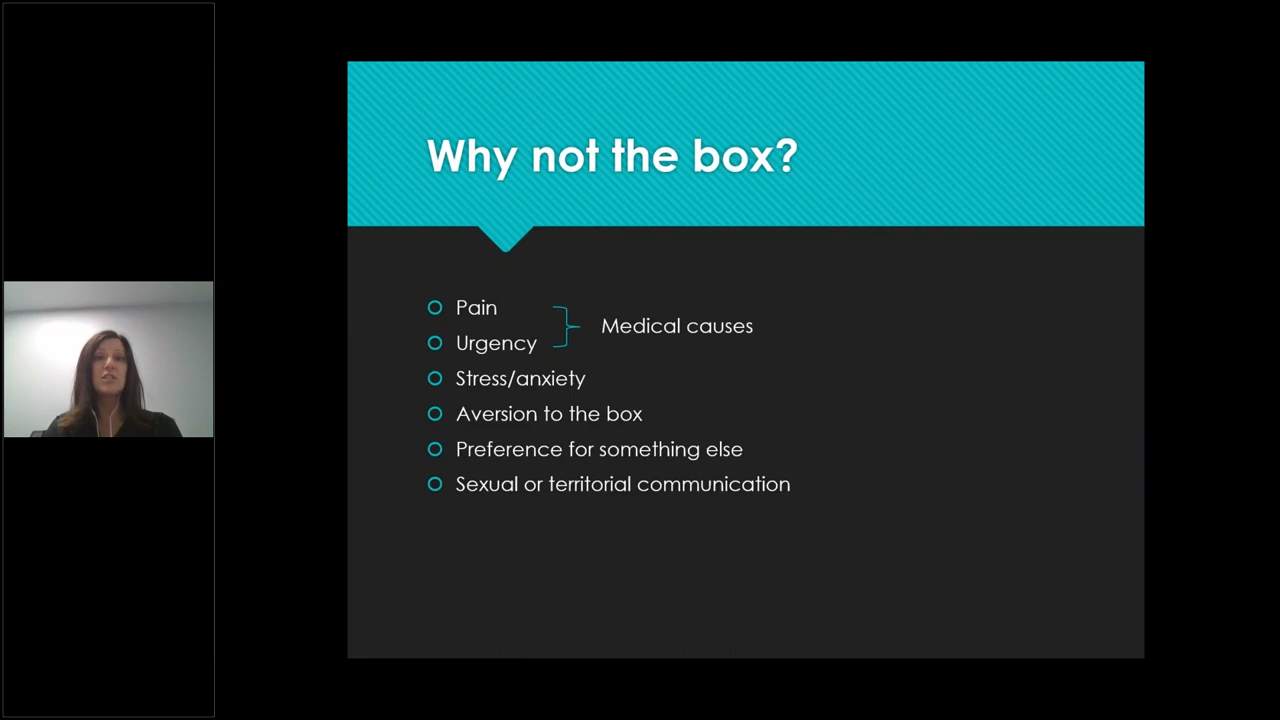 Why not the box?
Pain
Urgency
Medical causes
Stress/anxiety
Aversion to the box
Preference for something else
Sexual or territorial communication